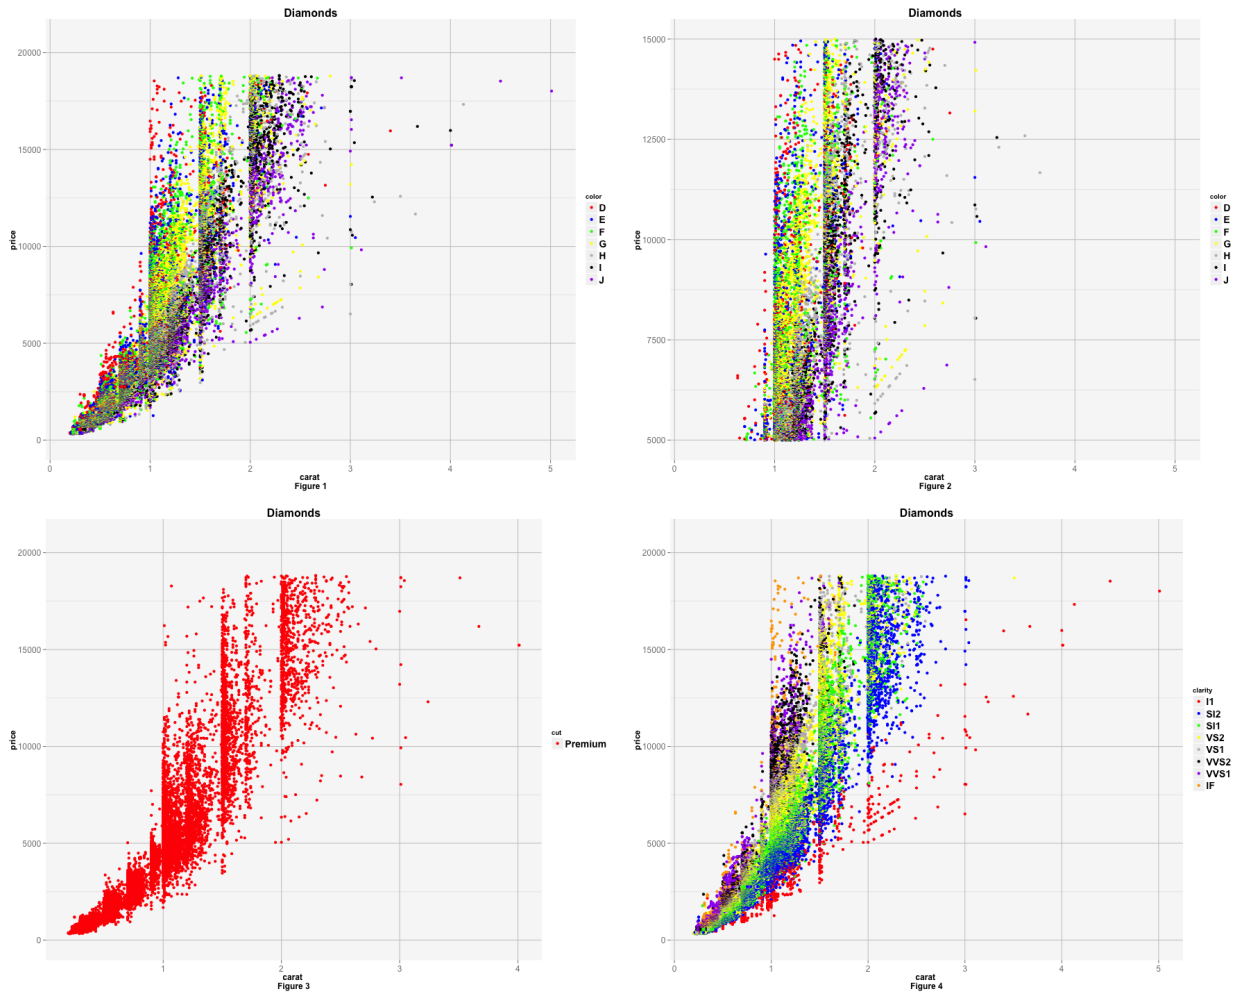 Diamonds
20000
15000
10000
5000
0
price
0 1 2 3 4 5
carat
Figure 1
color
D
E
F
G
H
I
J
Diamonds
15000
12500
10000
7500
5000
price
0 1 2 3 4 5
carat
Figure 2
color
D
E
F
G
H
I
J
Diamonds
20000
15000
10000
5000
0
price
1 2 3 4
carat
Figure 3
cut
Premium
Diamonds
20000
15000
10000
5000
0
price
0 1 2 3 4 5
carat
Figure 4
clarity
I1
SI2
SI1
VS2
VS1
VVS2
VVS1
IF